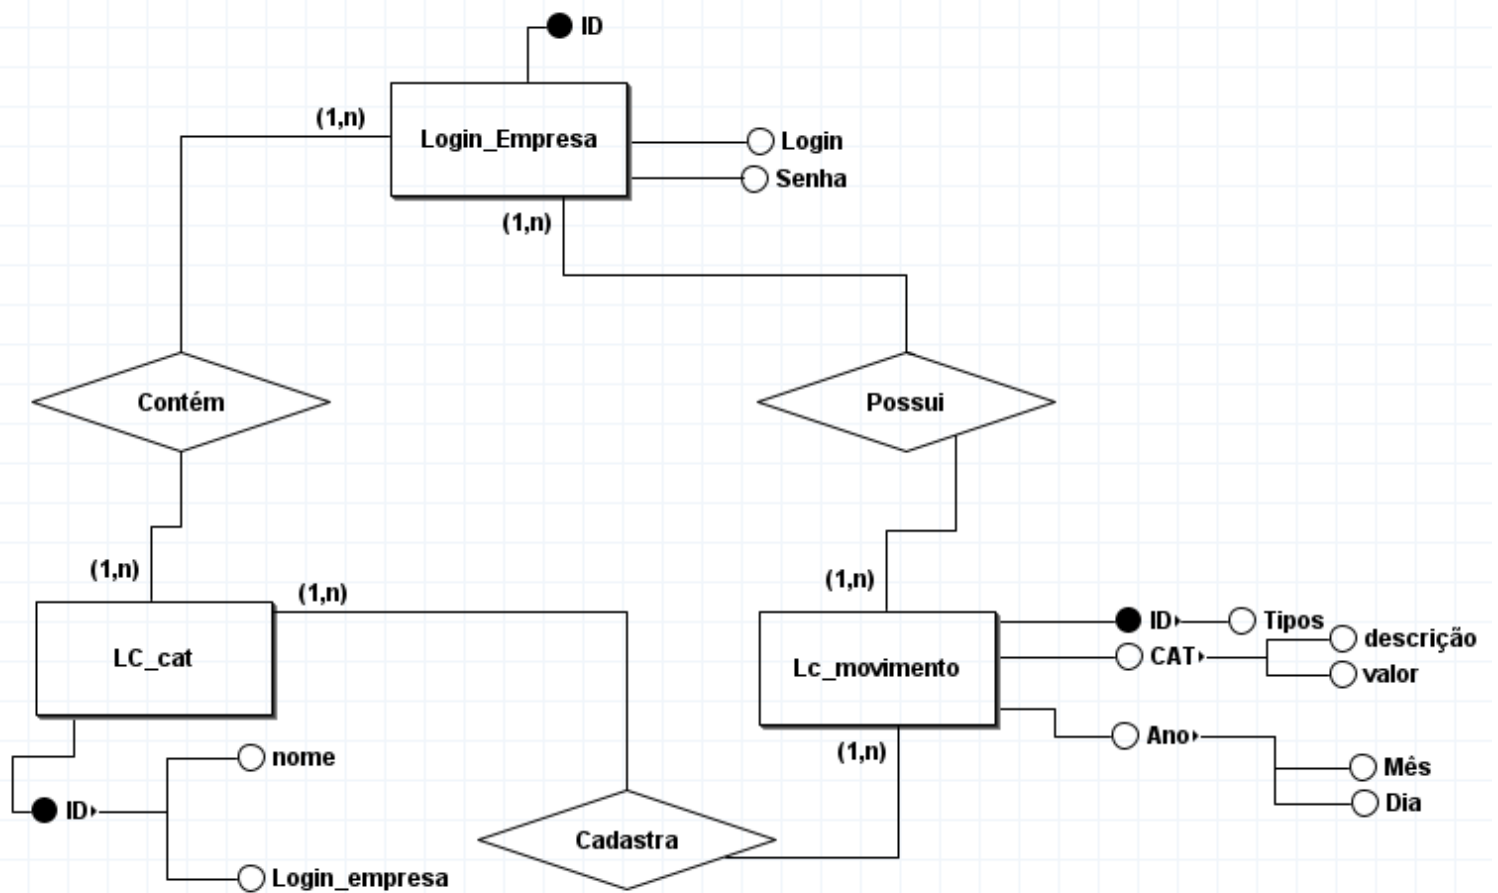 ID
(1,n)
Login_Empresa
Login
Senha
(1,n)
Contém
Possui
(1,n)
(1,n)
(1,n)
LC_cat
Lc_movimento
ID
Tipos
CAT
descrição
valor
Ano
Mês
Dia
(1,n)
nome
ID
Login_empresa
Cadastra